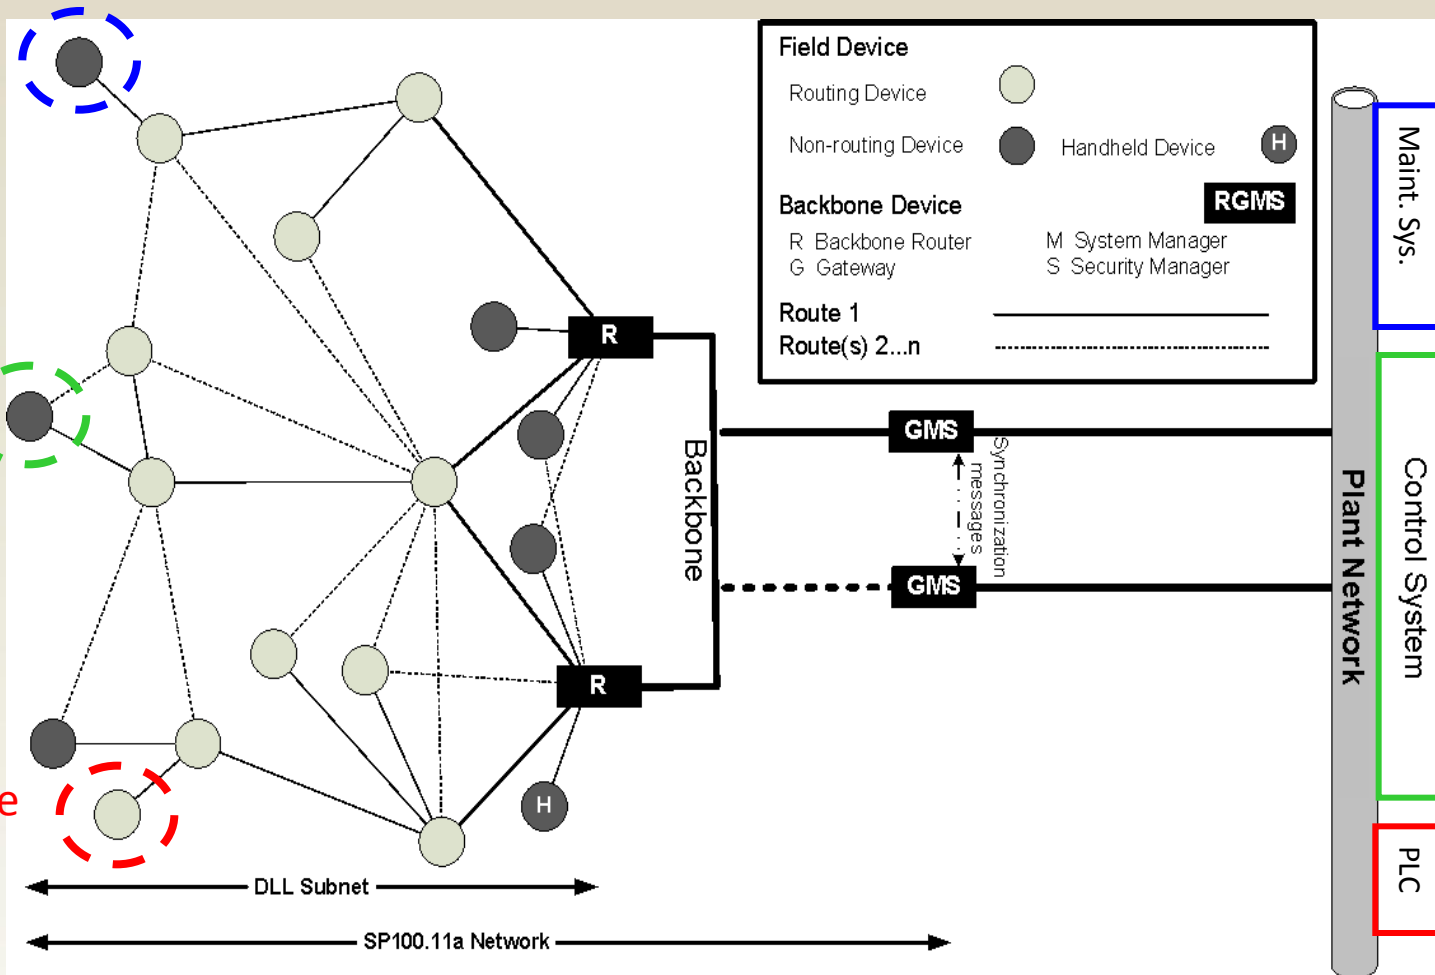 Field Device
Routing Device
Non-routing Device
Handheld Device
H
Backbone Device
RGMS
R Backbone Router
M System Manager
G Gateway
S Security Manager
Route 1
Route(s) 2...n
R
R
H
Backbone
GMS
Synchronization
messages
GMS
Plant Network
Maint. Sys.
Control System
PLC
e
DLL Subnet
SP100.11a Network